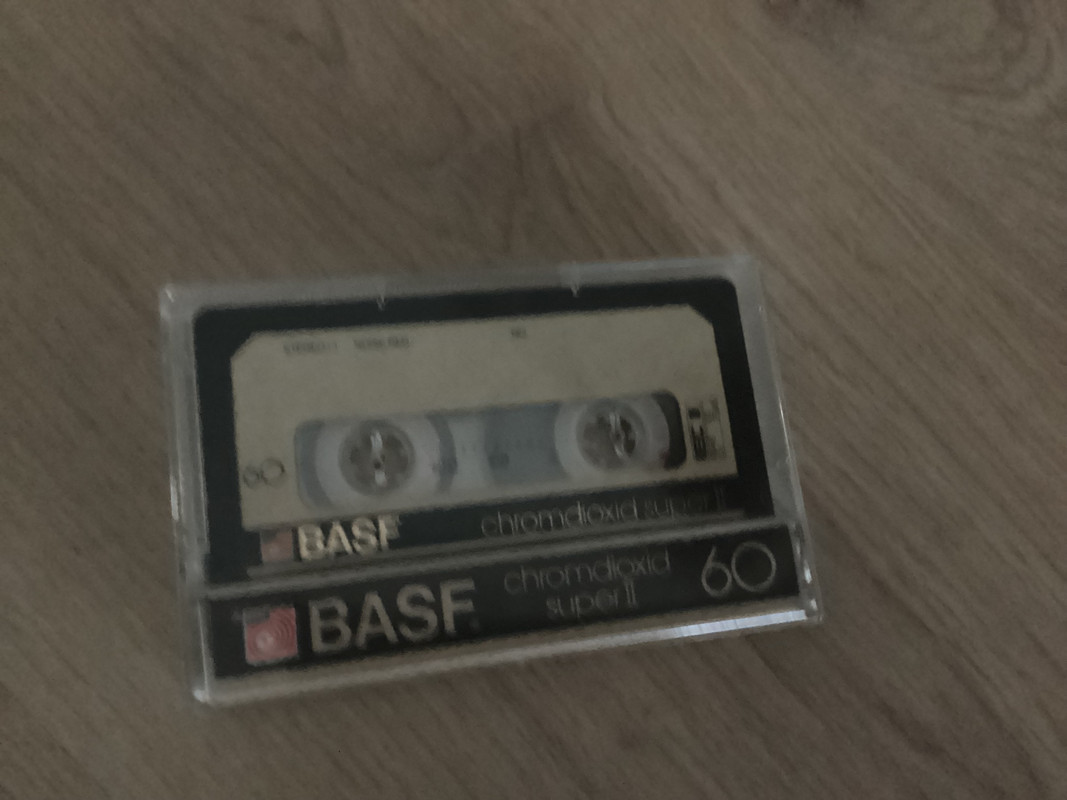 60
BASF
chromdioxid super II
BASF
chromdioxid
super II
60